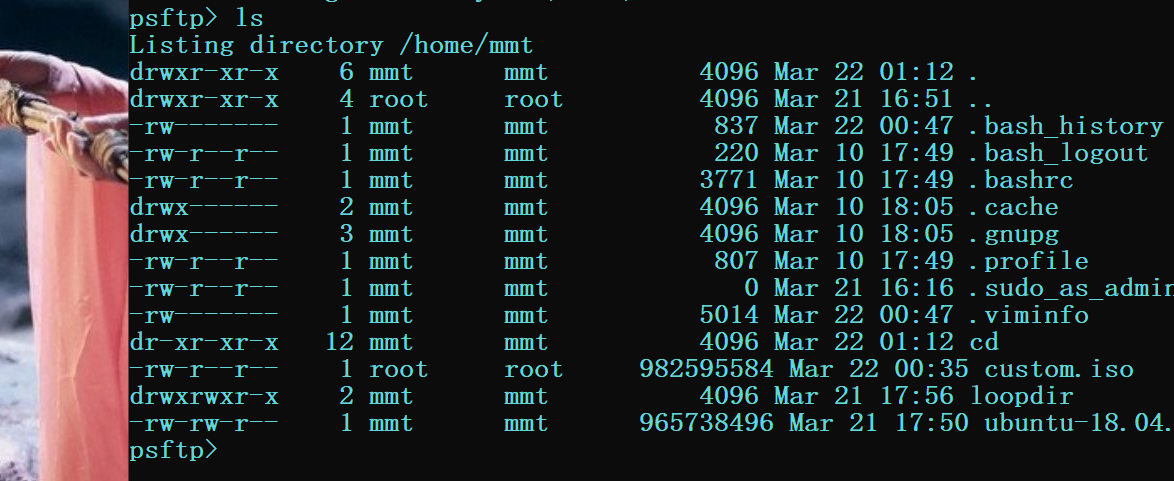 psftp> ls
Listing directory /home/mmt
drwxr-xr-x    6 mmt      mmt          4096 Mar 22 01:12 .
drwxr-xr-x    4 root     root         4096 Mar 21 16:51 ..
-rw-------    1 mmt      mmt           837 Mar 22 00:47 .bash_history
-rw-r--r--    1 mmt      mmt           220 Mar 10 17:49 .bash_logout
-rw-r--r--    1 mmt      mmt          3771 Mar 10 17:49 .bashrc
drwx------    2 mmt      mmt          4096 Mar 10 18:05 .cache
drwx------    3 mmt      mmt          4096 Mar 10 18:05 .gnupg
-rw-r--r--    1 mmt      mmt           807 Mar 10 17:49 .profile
-rw-r--r--    1 mmt      mmt             0 Mar 21 16:16 .sudo_as_admin
-rw-------    1 mmt      mmt          5014 Mar 22 00:47 .viminfo
dr-xr-xr-x   12 mmt      mmt          4096 Mar 22 01:12 cd
-rw-r--r--    1 root     root     982595584 Mar 22 00:35 custom.iso
drwxrwxr-x    2 mmt      mmt          4096 Mar 21 17:56 loopdir
-rw-rw-r--    1 mmt      mmt      965738496 Mar 21 17:50 ubuntu-18.04.
psftp>